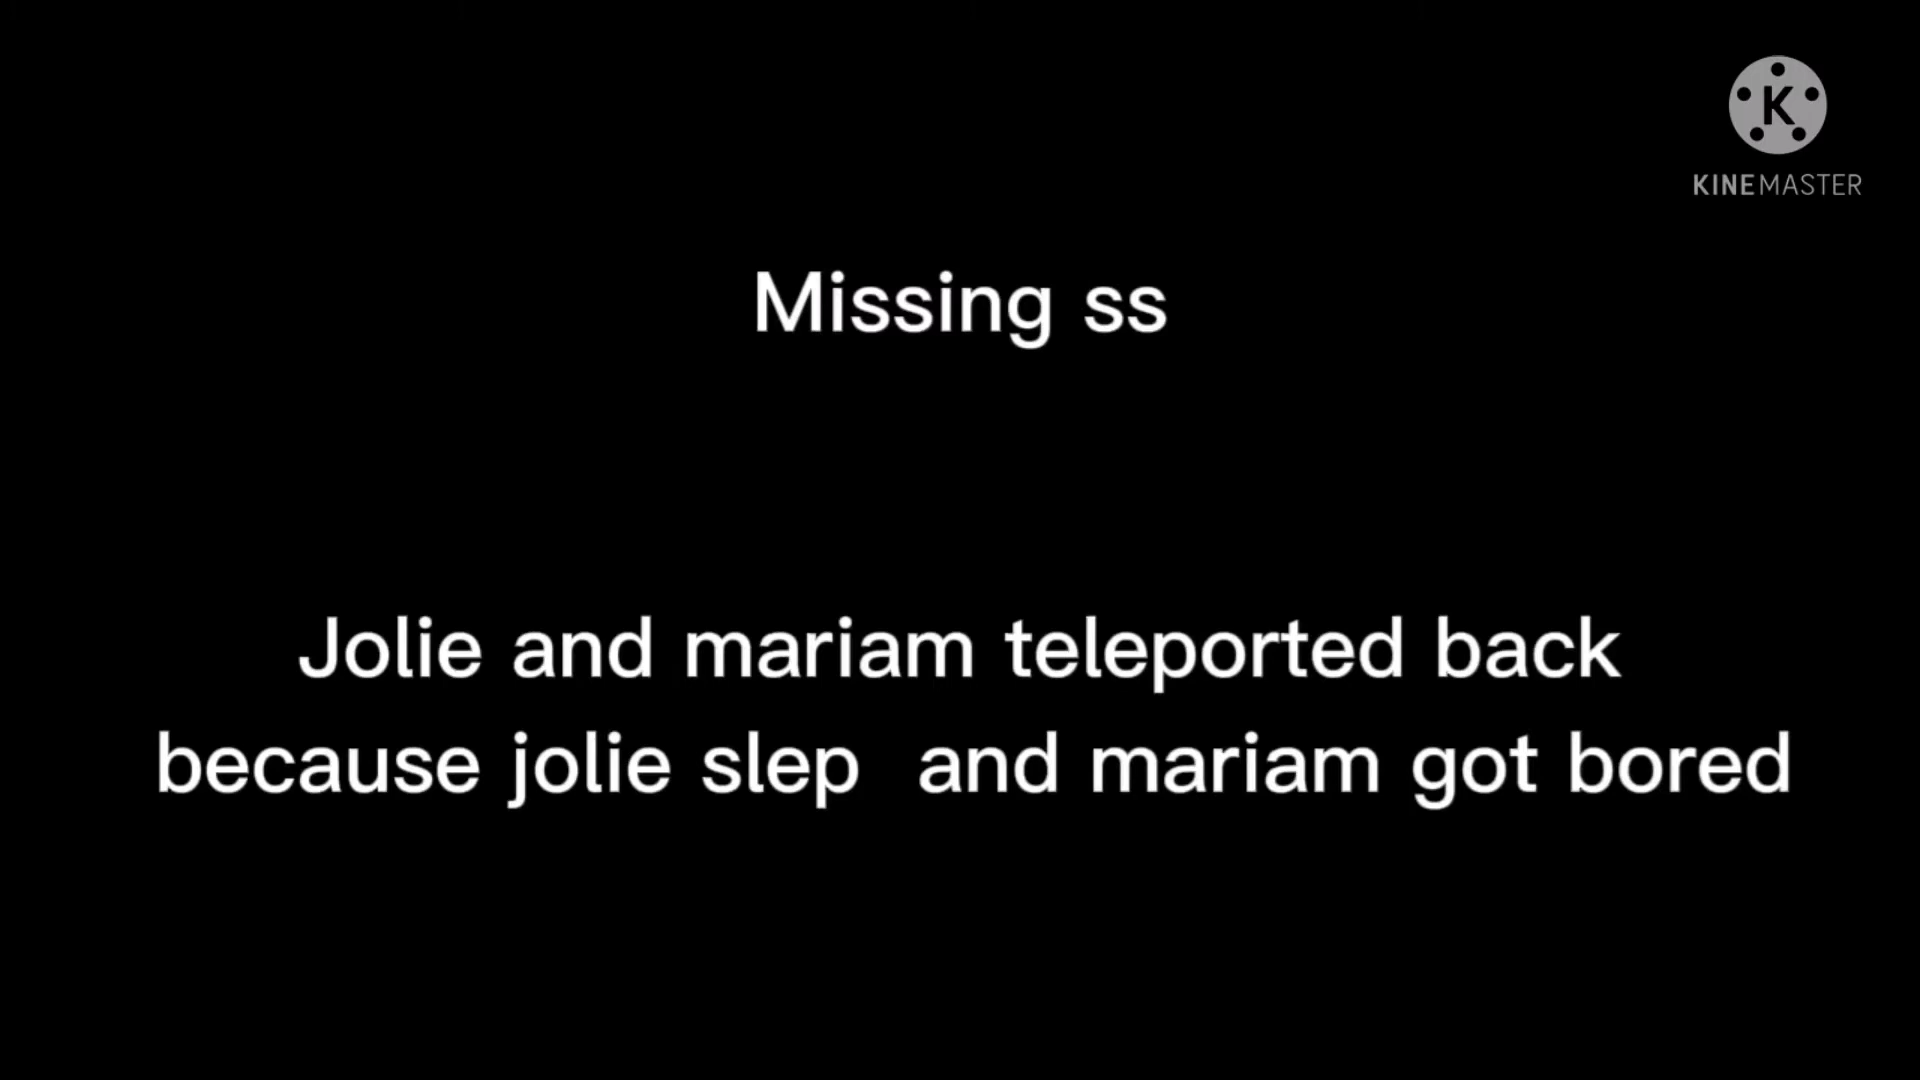 K
KINEMASTER
Missing ss
Jolie and mariam teleported back
because jolie slep  and mariam got bored